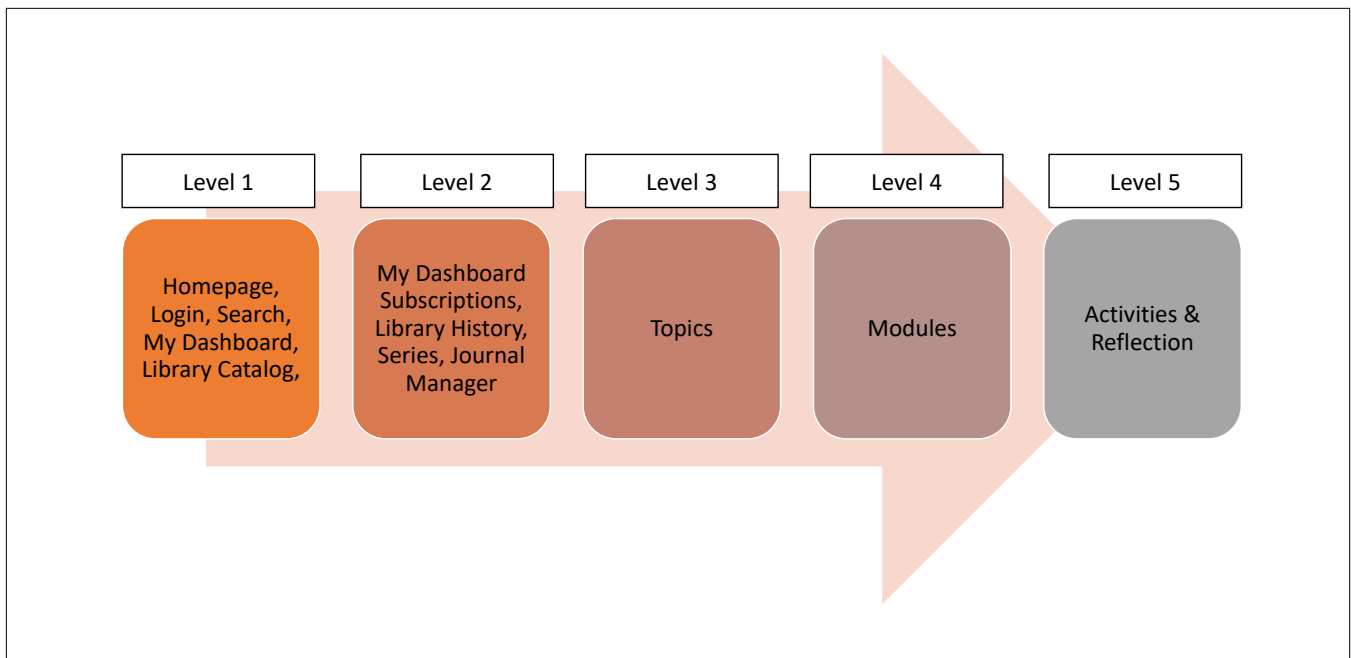 Level 1
Level 2
Level 3
Level 4
Level 5
Homepage,
Login, Search,
My Dashboard,
Library Catalog,
My Dashboard
Subscriptions,
Library History,
Series, Journal
Manager
Topics
Modules
Activities &
Reflection